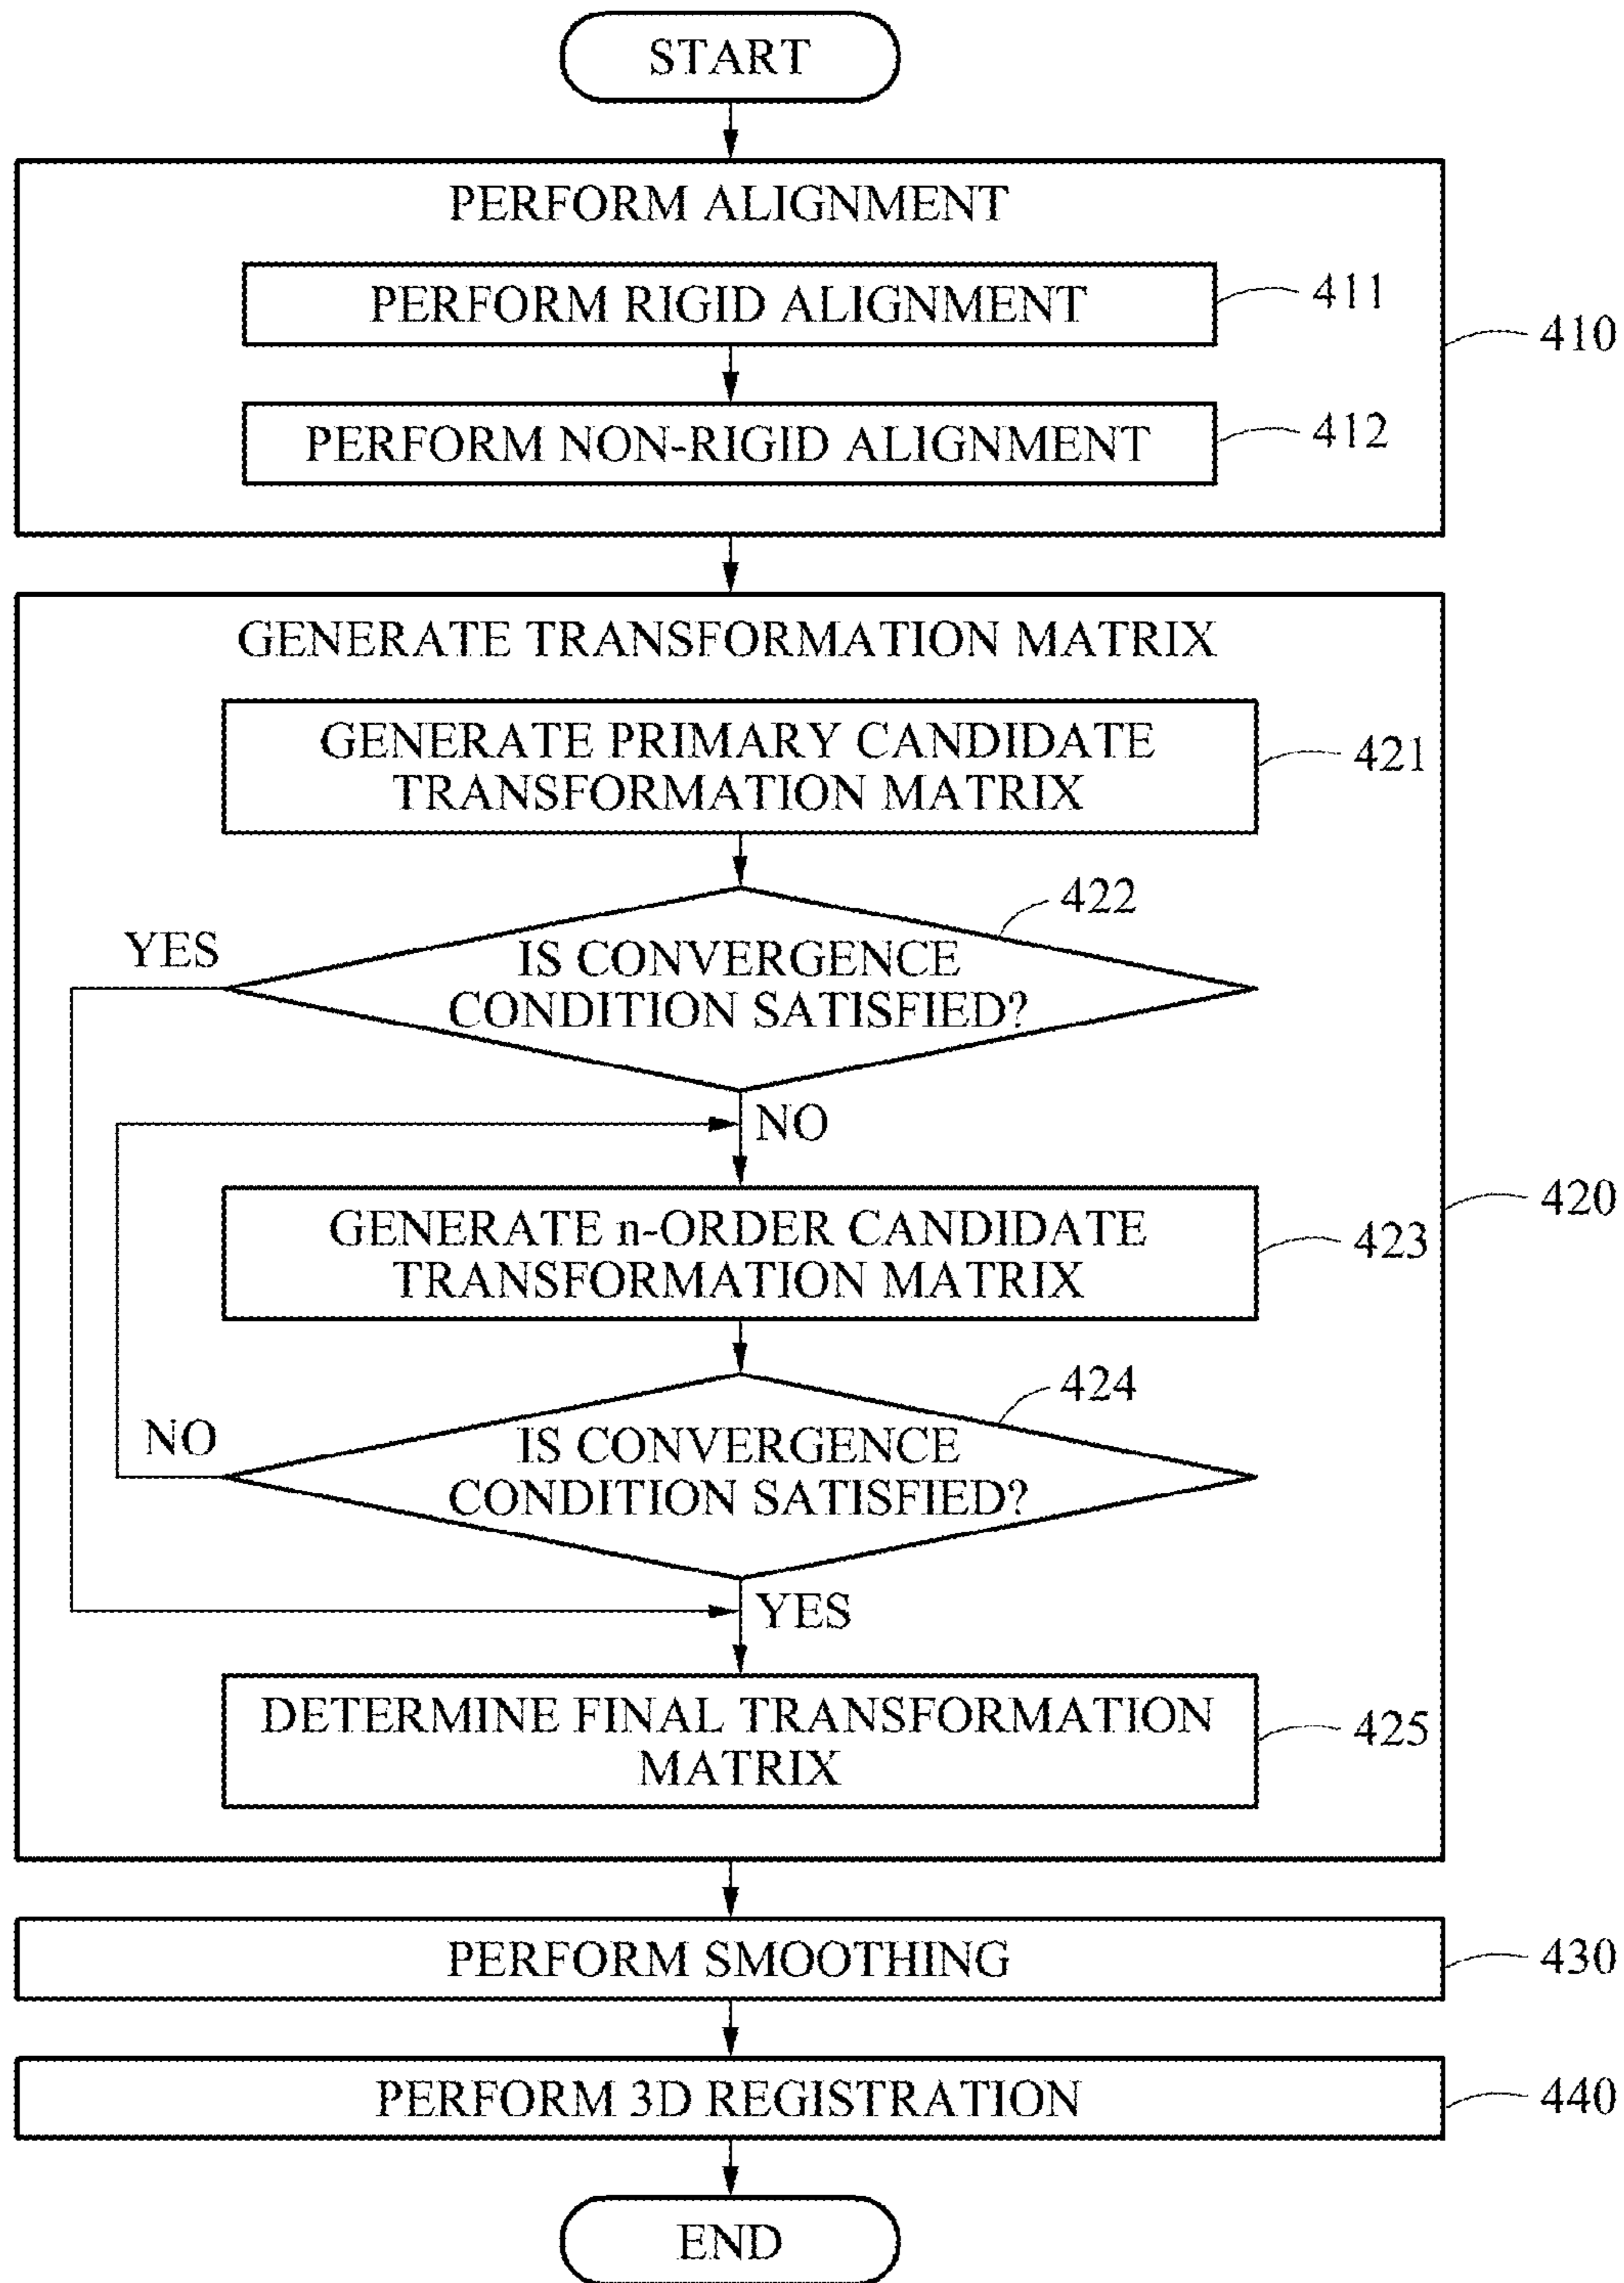 START
PERFORM ALIGNMENT
PERFORM RIGID ALIGNMENT
411
410
PERFORM NON-RIGID ALIGNMENT
412
GENERATE TRANSFORMATION MATRIX
GENERATE PRIMARY CANDIDATE
TRANSFORMATION MATRIX
421
422
YES
IS CONVERGENCE
CONDITION SATISFIED?
NO
420
GENERATE n-ORDER CANDIDATE
TRANSFORMATION MATRIX
423
424
NO
IS CONVERGENCE
CONDITION SATISFIED?
YES
DETERMINE FINAL TRANSFORMATION
MATRIX
425
PERFORM SMOOTHING
430
PERFORM 3D REGISTRATION
440
END